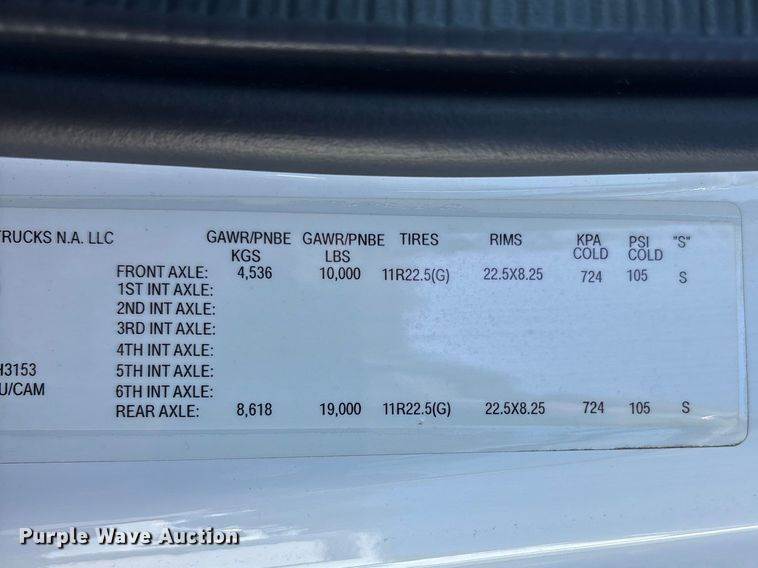 TRUCKS N.A. LLC GAWR/PNBE KGS GAWR/PNBE LBS TIRES RIMS KPA COLD PSI COLD "S"
FRONT AXLE: 4,536 10,000 11R22.5(G) 22.5X8.25 724 105 S
1ST INT AXLE:
2ND INT AXLE:
3RD INT AXLE:
4TH INT AXLE:
H3153 5TH INT AXLE:
U/CAM 6TH INT AXLE:
REAR AXLE: 8,618 19,000 11R22.5(G) 22.5X8.25 724 105 S
Purple Wave Auction